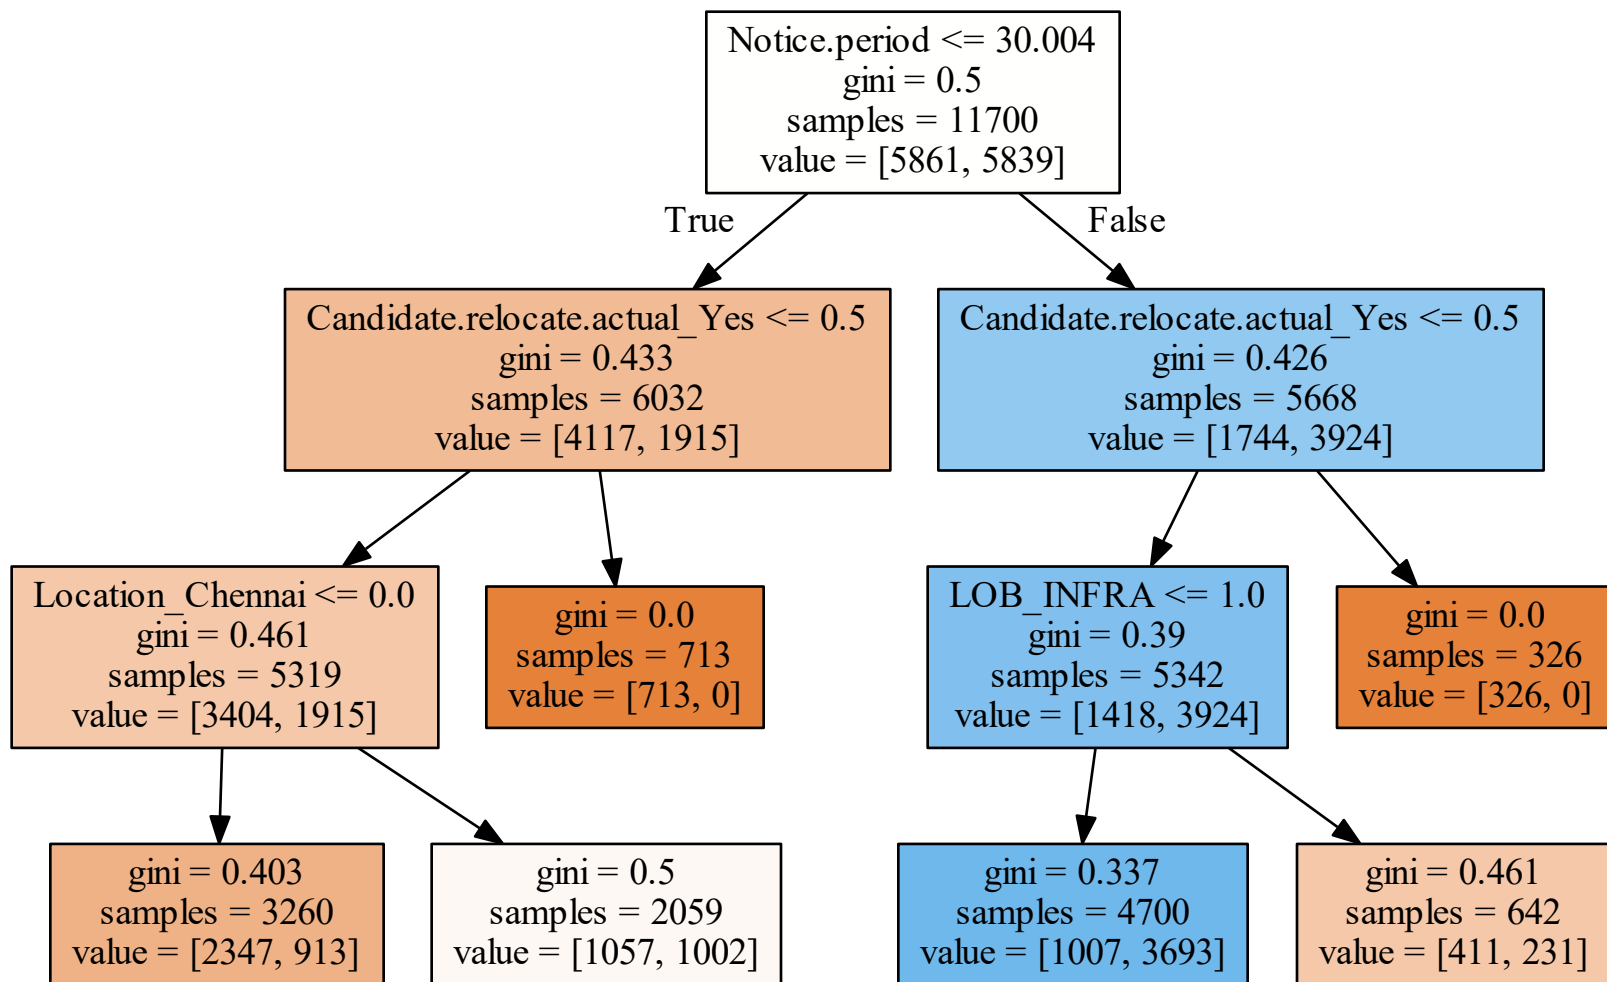 Notice.period <= 30.004
gini = 0.5
samples = 11700
value = [5861, 5839]
True
False
Candidate.relocate.actual_Yes <= 0.5
gini = 0.433
samples = 6032
value = [4117, 1915]
Candidate.relocate.actual_Yes <= 0.5
gini = 0.426
samples = 5668
value = [1744, 3924]
Location_Chennai <= 0.0
gini = 0.461
samples = 5319
value = [3404, 1915]
gini = 0.0
samples = 713
value = [713, 0]
LOB_INFRA <= 1.0
gini = 0.39
samples = 5342
value = [1418, 3924]
gini = 0.0
samples = 326
value = [326, 0]
gini = 0.403
samples = 3260
value = [2347, 913]
gini = 0.5
samples = 2059
value = [1057, 1002]
gini = 0.337
samples = 4700
value = [1007, 3693]
gini = 0.461
samples = 642
value = [411, 231]